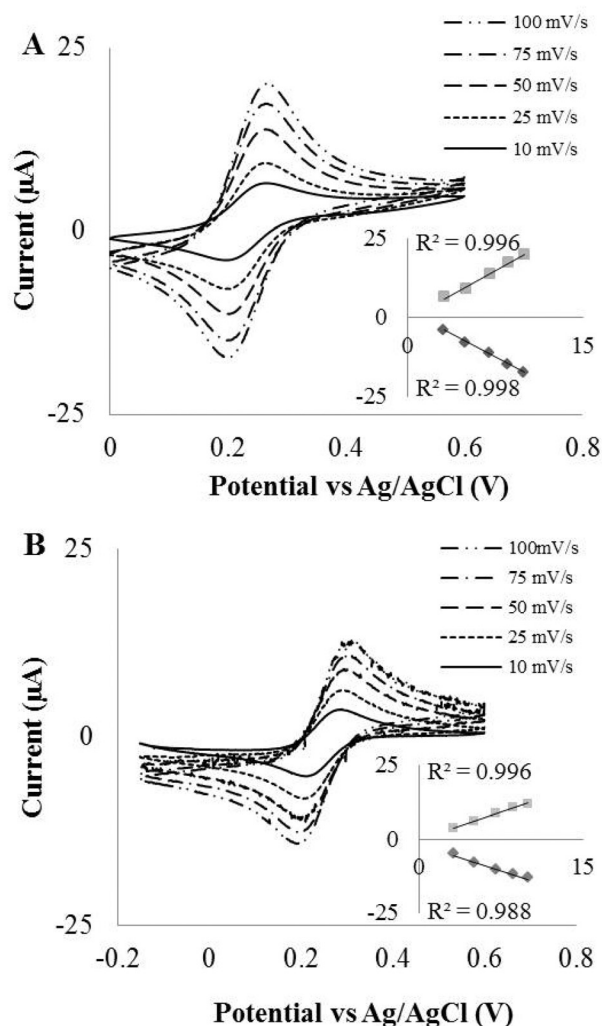 A
25
0
-25
Current (µA)
100 mV/s
75 mV/s
50 mV/s
25 mV/s
10 mV/s
25
R² = 0.996
0
0
15
R² = 0.998
-25
0
0.2
0.4
0.6
0.8
Potential vs Ag/AgCl (V)
B
25
0
-25
Current (µA)
100mV/s
75 mV/s
50 mV/s
25 mV/s
10 mV/s
25
R² = 0.996
0
0
15
R² = 0.988
-25
-0.2
0
0.2
0.4
0.6
0.8
Potential vs Ag/AgCl (V)